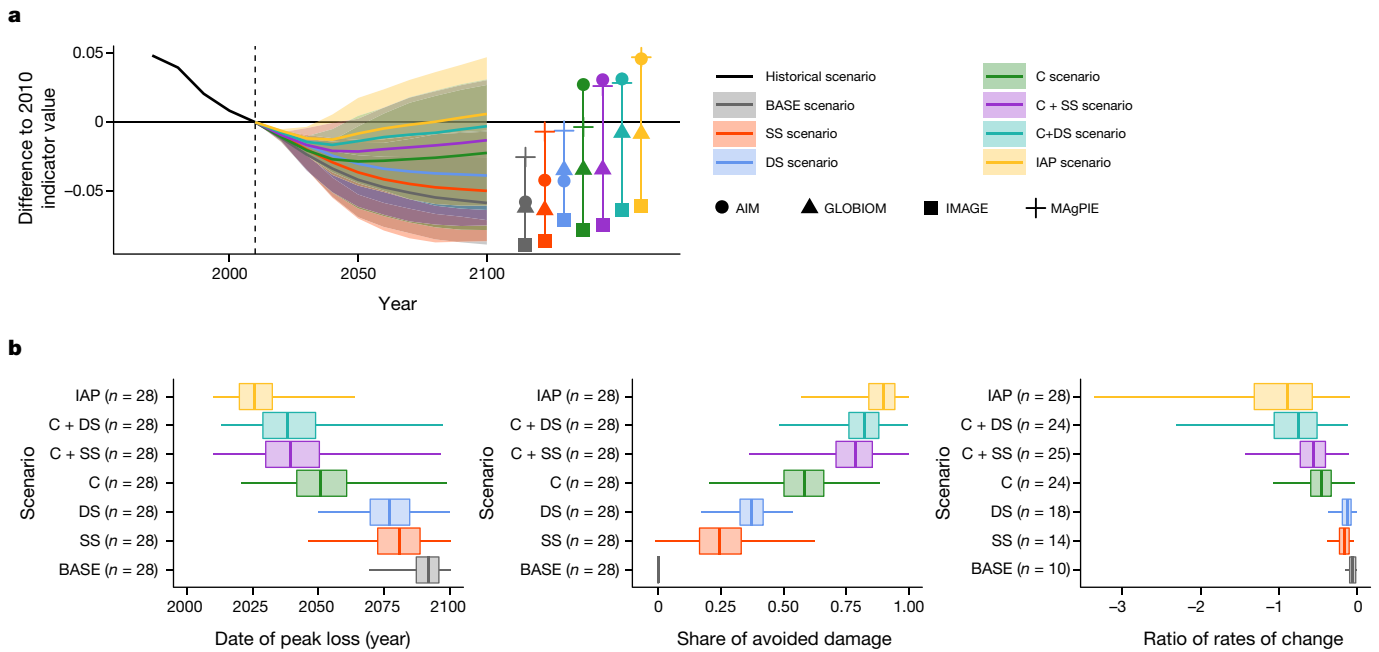 a
Difference to 2010
indicator value
0.05
0
−0.05
2000
2050
2100
Year
Historical scenario
BASE scenario
SS scenario
DS scenario
C scenario
C + SS scenario
C+DS scenario
IAP scenario
AIM
GLOBIOM
IMAGE
MAgPIE
b
Scenario
IAP (n = 28)
C + DS (n = 28)
C + SS (n = 28)
C (n = 28)
DS (n = 28)
SS (n = 28)
BASE (n = 28)
2000
2025
2050
2075
2100
Date of peak loss (year)
Scenario
IAP (n = 28)
C + DS (n = 28)
C + SS (n = 28)
C (n = 28)
DS (n = 28)
SS (n = 28)
BASE (n = 28)
0
0.25
0.50
0.75
1.00
Share of avoided damage
Scenario
IAP (n = 28)
C + DS (n = 24)
C + SS (n = 25)
C (n = 24)
DS (n = 18)
SS (n = 14)
BASE (n = 10)
−3
−2
−1
0
Ratio of rates of change